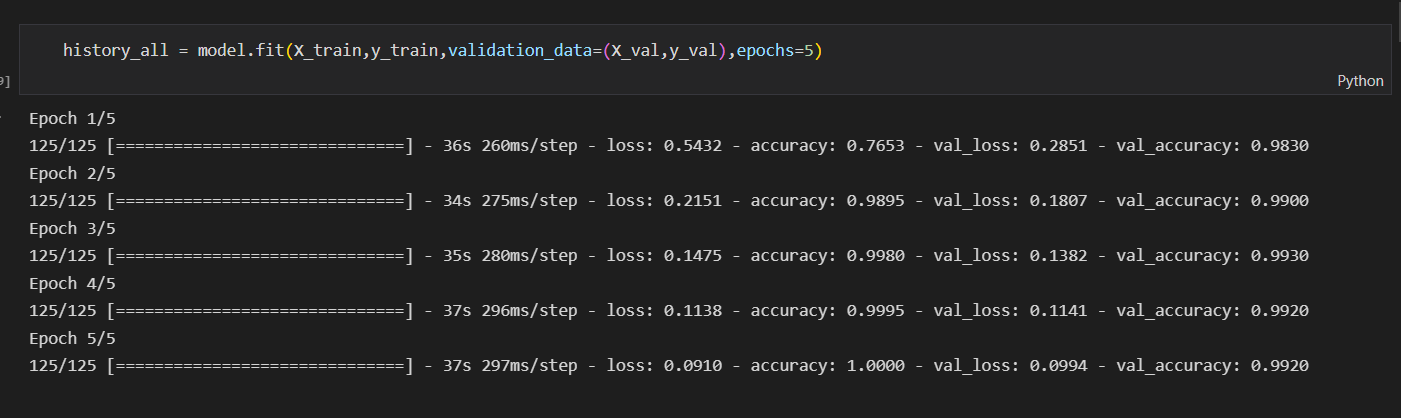 history_all = model.fit(X_train,y_train,validation_data=(X_val,y_val),epochs=5)
9]
Python
Epoch 1/5
125/125 [==============================] - 36s 260ms/step - loss: 0.5432 - accuracy: 0.7653 - val_loss: 0.2851 - val_accuracy: 0.9830
Epoch 2/5
125/125 [==============================] - 34s 275ms/step - loss: 0.2151 - accuracy: 0.9895 - val_loss: 0.1807 - val_accuracy: 0.9900
Epoch 3/5
125/125 [==============================] - 35s 280ms/step - loss: 0.1475 - accuracy: 0.9980 - val_loss: 0.1382 - val_accuracy: 0.9930
Epoch 4/5
125/125 [==============================] - 37s 296ms/step - loss: 0.1138 - accuracy: 0.9995 - val_loss: 0.1141 - val_accuracy: 0.9920
Epoch 5/5
125/125 [==============================] - 37s 297ms/step - loss: 0.0910 - accuracy: 1.0000 - val_loss: 0.0994 - val_accuracy: 0.9920